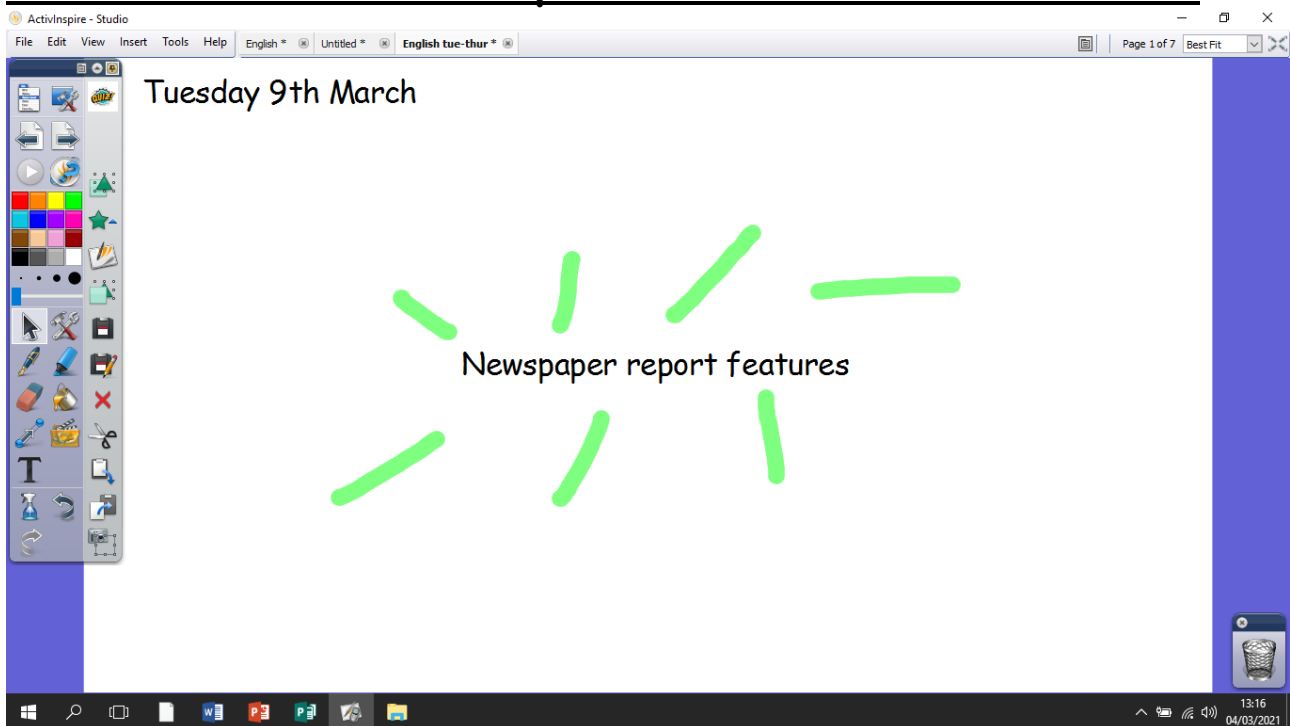 ActivInspire - Studio
File Edit View Insert Tools Help English * Untitled * English tue-thur * Page 1 of 7 Best Fit
QUIZ
Tuesday 9th March
Newspaper report features
T
W P P
13:16
04/03/2021